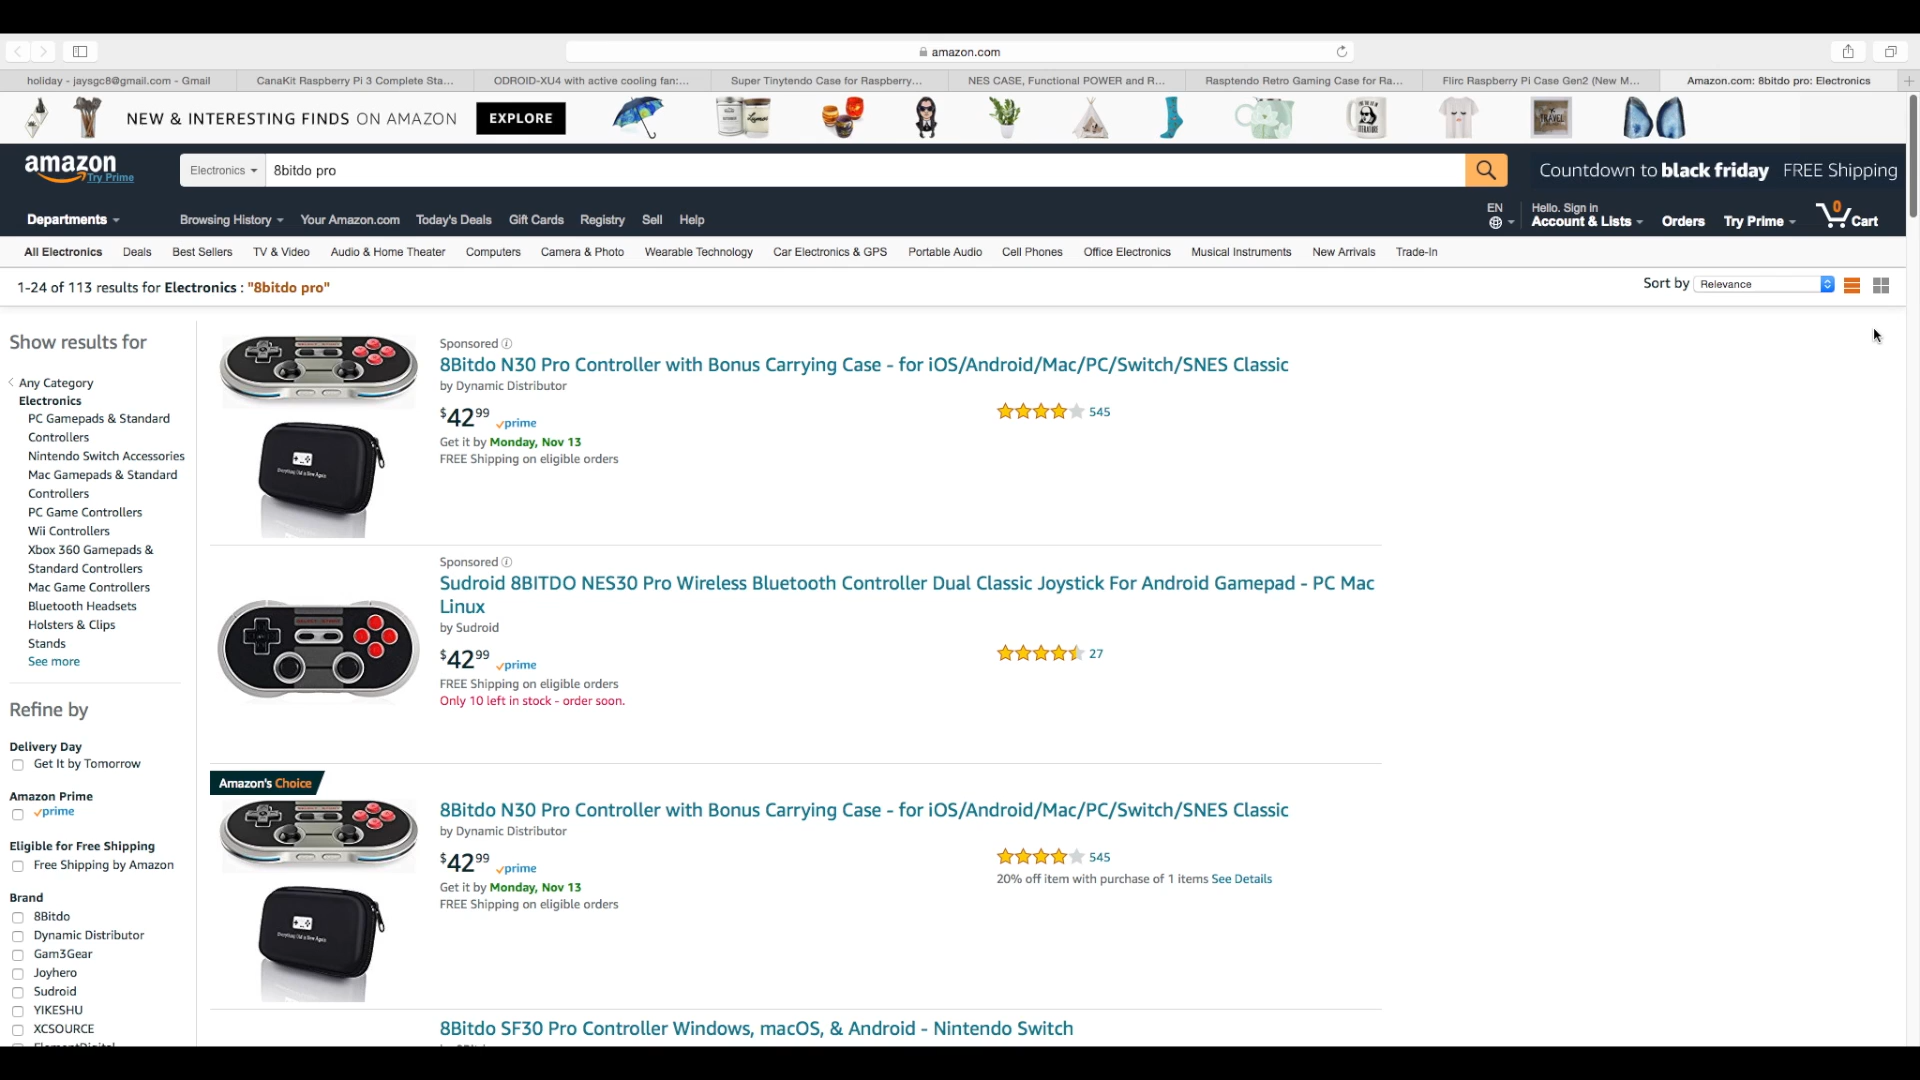 amazon.com
holiday - jaysgc8@gmail.com - Gmail
CanaKit Raspberry Pi 3 Complete Sta...
ODROID-XU4 with active cooling fan:...
Super Tinytendo Case for Raspberry...
NES CASE, Functional POWER and R...
Rasptendo Retro Gaming Case for Ra...
Flirc Raspberry Pi Case Gen2 (New M...
Amazon.com: 8bitdo pro: Electronics
NEW & INTERESTING FINDS ON AMAZON
EXPLORE
amazon
Try Prime
Electronics
8bitdo pro
Countdown to black friday FREE Shipping
Departments
Browsing History
Your Amazon.com
Today's Deals
Gift Cards
Registry
Sell
Help
EN
Hello. Sign in
Account & Lists
Orders
Try Prime
0
Cart
All Electronics
Deals
Best Sellers
TV & Video
Audio & Home Theater
Computers
Camera & Photo
Wearable Technology
Car Electronics & GPS
Portable Audio
Cell Phones
Office Electronics
Musical Instruments
New Arrivals
Trade-In
1-24 of 113 results for Electronics : "8bitdo pro"
Sort by
Relevance
Show results for
Any Category
Electronics
PC Gamepads & Standard
Controllers
Nintendo Switch Accessories
Mac Gamepads & Standard
Controllers
PC Game Controllers
Wii Controllers
Xbox 360 Gamepads &
Standard Controllers
Mac Game Controllers
Bluetooth Headsets
Holsters & Clips
Stands
See more
Refine by
Delivery Day
Get It by Tomorrow
Amazon Prime
prime
Eligible for Free Shipping
Free Shipping by Amazon
Brand
8Bitdo
Dynamic Distributor
Gam3Gear
Joyhero
Sudroid
YIKESHU
XCSOURCE
Sponsored
8Bitdo N30 Pro Controller with Bonus Carrying Case - for iOS/Android/Mac/PC/Switch/SNES Classic
by Dynamic Distributor
$42 99 prime
545
Get it by Monday, Nov 13
FREE Shipping on eligible orders
Sponsored
Sudroid 8BITDO NES30 Pro Wireless Bluetooth Controller Dual Classic Joystick For Android Gamepad - PC Mac
Linux
by Sudroid
$42 99 prime
27
FREE Shipping on eligible orders
Only 10 left in stock - order soon.
Amazon's Choice
8Bitdo N30 Pro Controller with Bonus Carrying Case - for iOS/Android/Mac/PC/Switch/SNES Classic
by Dynamic Distributor
$42 99 prime
545
20% off item with purchase of 1 items See Details
Get it by Monday, Nov 13
FREE Shipping on eligible orders
8Bitdo SF30 Pro Controller Windows, macOS, & Android - Nintendo Switch